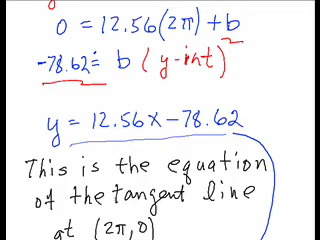 0 = 12.56(2π) + b
-78.62 = b (y-int)
y = 12.56x - 78.62
This is the equation
of the tangent line
at (2π, 0)